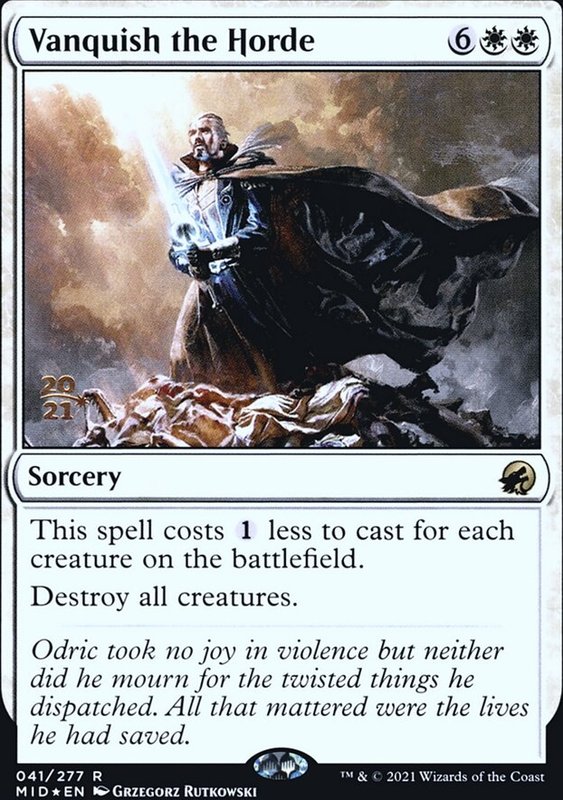 Vanquish the Horde 6
20
21
Sorcery
This spell costs 1 less to cast for each
creature on the battlefield.
Destroy all creatures.
Odric took no joy in violence but neither
did he mourn for the twisted things he
dispatched. All that mattered were the lives
he had saved.
041/277 R
MID★EN Grzegorz Rutkowski
™ & © 2021 Wizards of the Coast